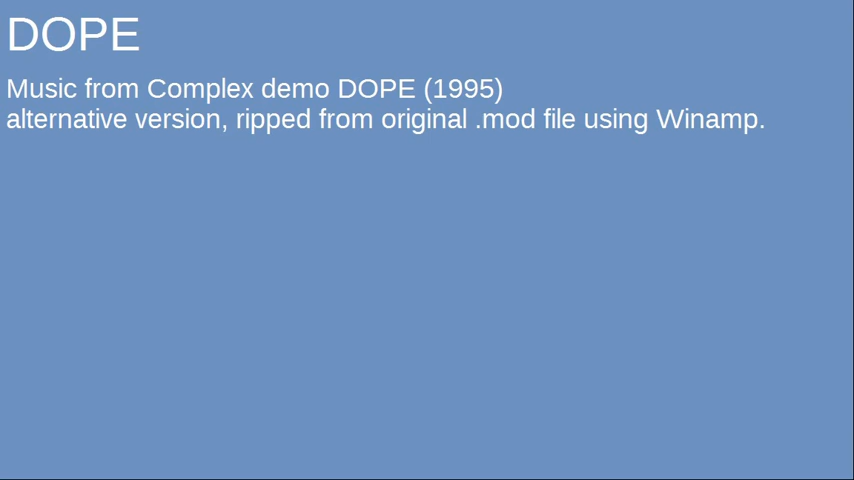 DOPE
Music from Complex demo DOPE (1995)
alternative version, ripped from original .mod file using Winamp.